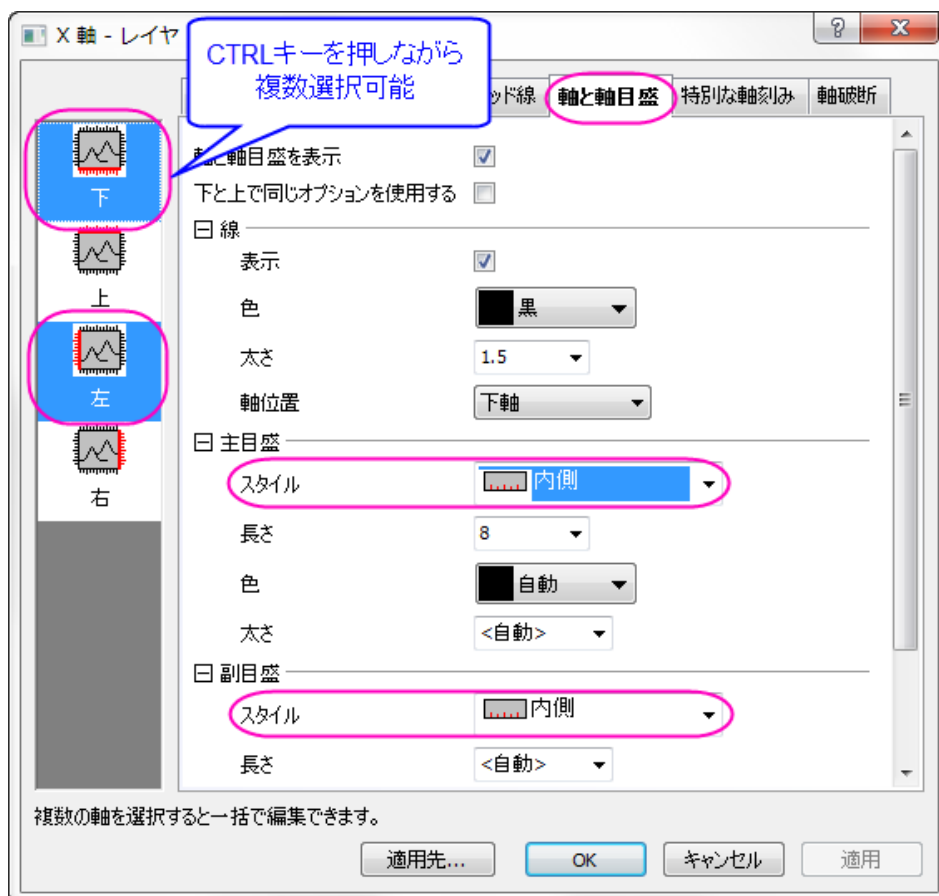 X 軸 - レイヤ
CTRLキーを押しながら
複数選択可能
ッド線 軸と軸目盛 特別な軸刻み 軸破断
下
上
左
右
軸と軸目盛を表示
下と上で同じオプションを使用する
線
表示
色 黒
太さ 1.5
軸位置 下軸
主目盛
スタイル 内側
長さ 8
色 自動
太さ <自動>
副目盛
スタイル 内側
長さ <自動>
複数の軸を選択すると一括で編集できます。
適用先... OK キャンセル 適用